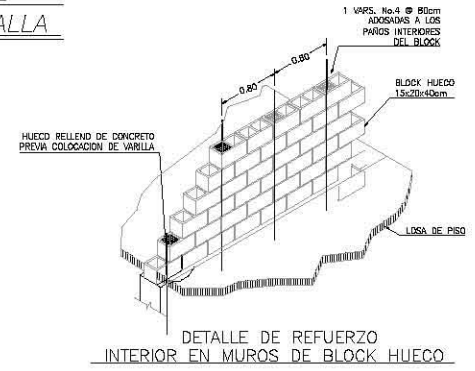 ALLA
1 VARS. No.4 @ 80cm
ADOSADAS A LOS
PAÑOS INTERIORES
DEL BLOCK
0.80
0.80
BLOCK HUECO
15x20x40cm
HUECO RELLENO DE CONCRETO
PREVIA COLOCACION DE VARILLA
LOSA DE PISO
DETALLE DE REFUERZO
INTERIOR EN MUROS DE BLOCK HUECO